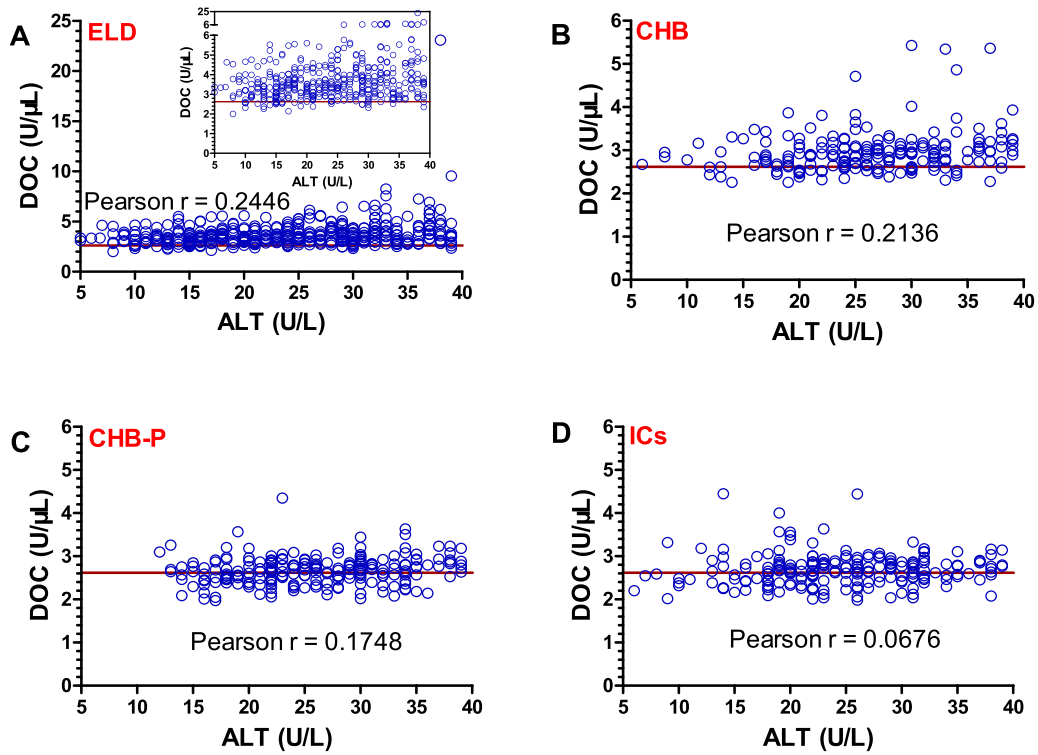 A
ELD
DOC (U/µL)
25
20
15
10
5
0
5 10 15 20 25 30 35 40
ALT (U/L)
Pearson r = 0.2446
DOC (U/µL)
25
6
6
5
4
3
2
1
0
5 10 15 20 25 30 35 40
ALT (U/L)
B
CHB
DOC (U/µL)
6
5
4
3
2
1
0
5 10 15 20 25 30 35 40
ALT (U/L)
Pearson r = 0.2136
C
CHB-P
DOC (U/µL)
6
5
4
3
2
1
0
5 10 15 20 25 30 35 40
ALT (U/L)
Pearson r = 0.1748
D
ICs
DOC (U/µL)
6
5
4
3
2
1
0
5 10 15 20 25 30 35 40
ALT (U/L)
Pearson r = 0.0676